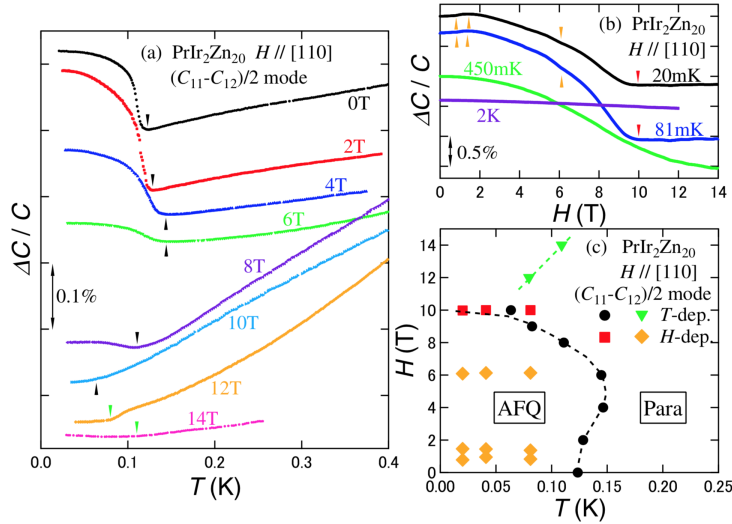 (a) PrIr₂Zn₂₀ H // [110]
(C₁₁-C₁₂)/2 mode
0T
2T
4T
6T
8T
10T
12T
14T
0.1%
ΔC / C
0.0 0.1 0.2 0.3 0.4
T (K)
(b) PrIr₂Zn₂₀
H // [110]
450mK
20mK
2K
81mK
0.5%
ΔC / C
0 2 4 6 8 10 12 14
H (T)
(c) PrIr₂Zn₂₀
H // [110]
(C₁₁-C₁₂)/2 mode
T-dep.
H-dep.
AFQ
Para
14
12
10
8
6
4
2
0
H (T)
0.00 0.05 0.10 0.15 0.20 0.25
T (K)